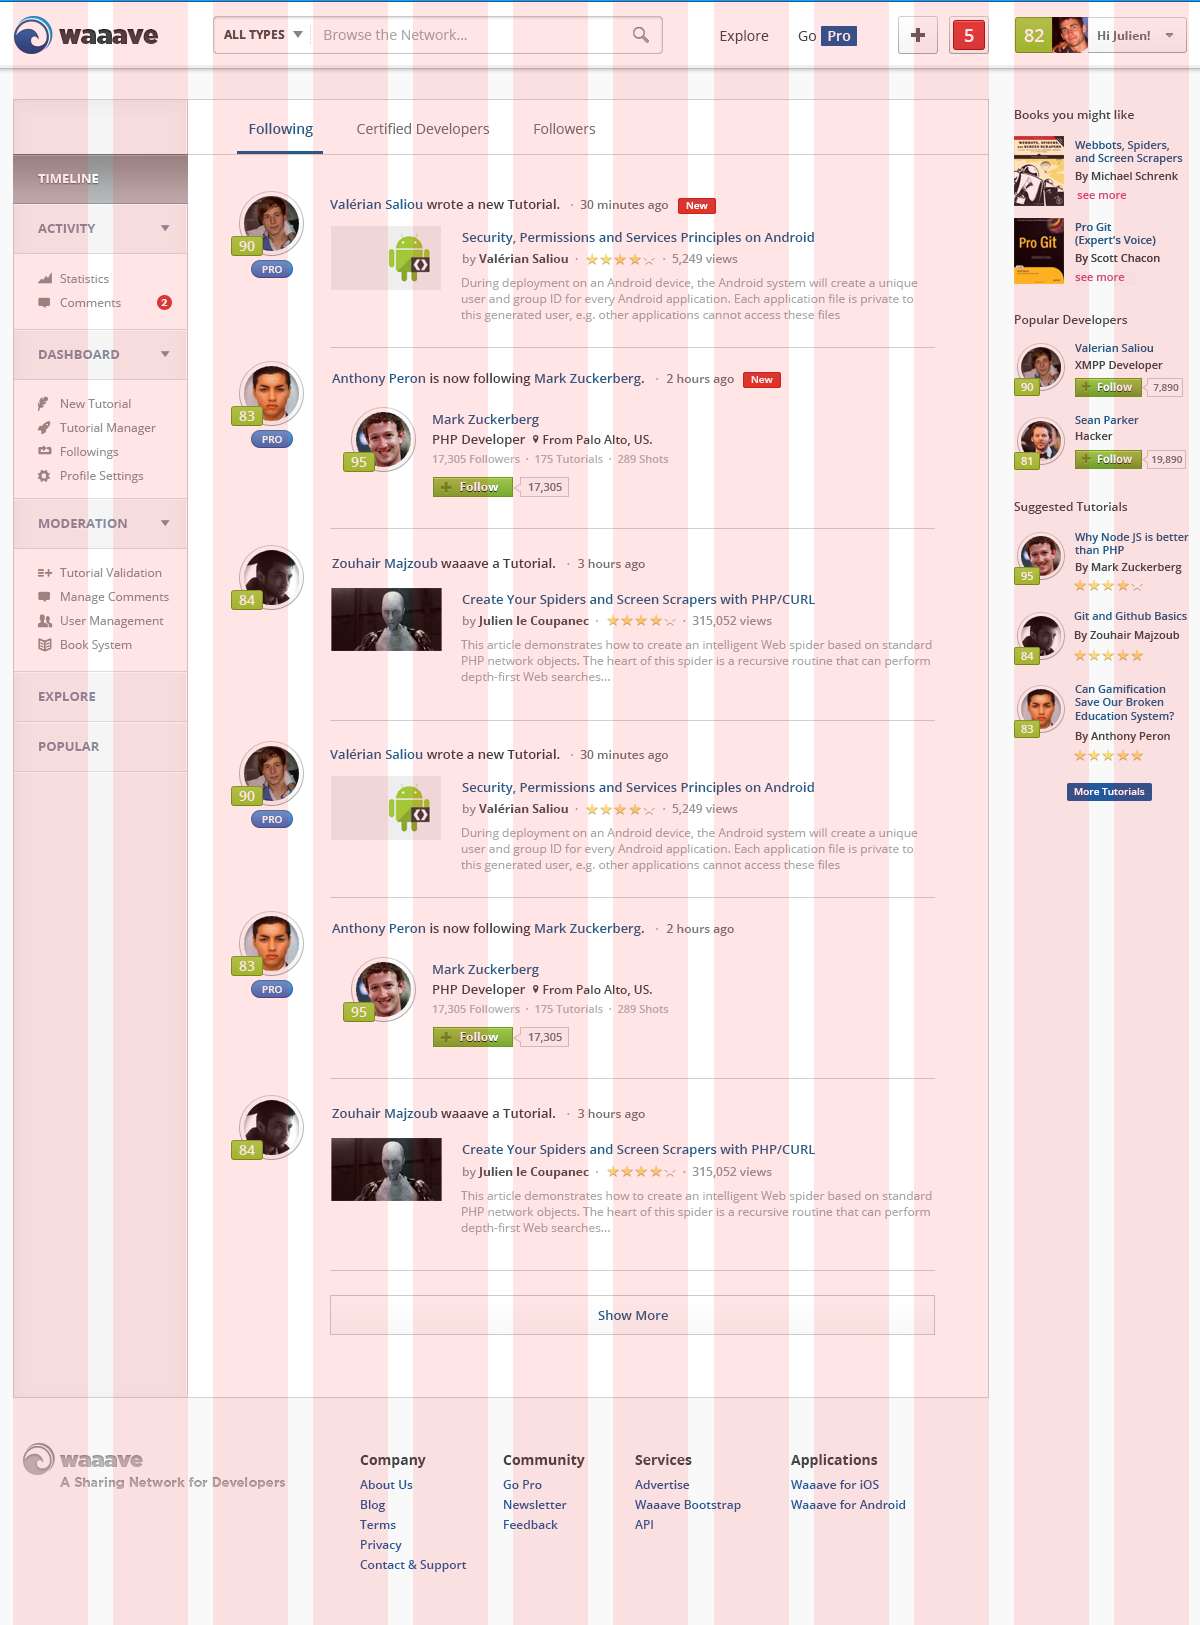 waaave
ALL TYPES
Browse the Network...
Explore
Go Pro
5
82
Hi Julien!
TIMELINE
ACTIVITY
Statistics
Comments
2
DASHBOARD
New Tutorial
Tutorial Manager
Followings
Profile Settings
MODERATION
Tutorial Validation
Manage Comments
User Management
Book System
EXPLORE
POPULAR
Following
Certified Developers
Followers
Valérian Saliou wrote a new Tutorial. · 30 minutes ago New
90
PRO
Security, Permissions and Services Principles on Android
by Valérian Saliou · · 5,249 views
During deployment on an Android device, the Android system will create a unique
user and group ID for every Android application. Each application file is private to
this generated user, e.g. other applications cannot access these files
Anthony Peron is now following Mark Zuckerberg. · 2 hours ago New
83
PRO
Mark Zuckerberg
PHP Developer From Palo Alto, US.
95
17,305 Followers · 175 Tutorials · 289 Shots
Follow 17,305
Zouhair Majzoub waaave a Tutorial. · 3 hours ago
84
Create Your Spiders and Screen Scrapers with PHP/CURL
by Julien le Coupanec · · 315,052 views
This article demonstrates how to create an intelligent Web spider based on standard
PHP network objects. The heart of this spider is a recursive routine that can perform
depth-first Web searches...
Valérian Saliou wrote a new Tutorial. · 30 minutes ago
90
PRO
Security, Permissions and Services Principles on Android
by Valérian Saliou · · 5,249 views
During deployment on an Android device, the Android system will create a unique
user and group ID for every Android application. Each application file is private to
this generated user, e.g. other applications cannot access these files
Anthony Peron is now following Mark Zuckerberg. · 2 hours ago
83
PRO
Mark Zuckerberg
PHP Developer From Palo Alto, US.
95
17,305 Followers · 175 Tutorials · 289 Shots
Follow 17,305
Zouhair Majzoub waaave a Tutorial. · 3 hours ago
84
Create Your Spiders and Screen Scrapers with PHP/CURL
by Julien le Coupanec · · 315,052 views
This article demonstrates how to create an intelligent Web spider based on standard
PHP network objects. The heart of this spider is a recursive routine that can perform
depth-first Web searches...
Show More
Books you might like
WEBBOTS, SPIDERS,
AND SCREEN SCRAPERS
Webbots, Spiders,
and Screen Scrapers
By Michael Schrenk
see more
Pro Git
Pro Git
(Expert's Voice)
By Scott Chacon
see more
Popular Developers
Valerian Saliou
XMPP Developer
90
Follow 7,890
Sean Parker
Hacker
81
Follow 19,890
Suggested Tutorials
Why Node JS is better
than PHP
By Mark Zuckerberg
95
Git and Github Basics
By Zouhair Majzoub
84
Can Gamification
Save Our Broken
Education System?
By Anthony Peron
83
More Tutorials
waaave
A Sharing Network for Developers
Company
About Us
Blog
Terms
Privacy
Contact & Support
Community
Go Pro
Newsletter
Feedback
Services
Advertise
Waaave Bootstrap
API
Applications
Waaave for iOS
Waaave for Android